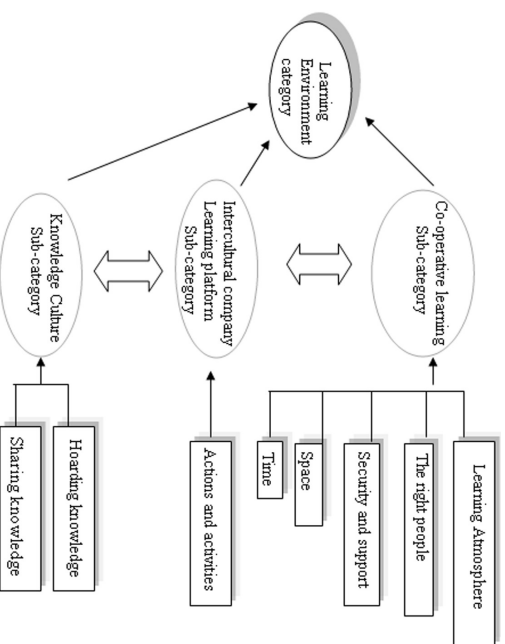 Learning
Environment
category
Co-operative learning
Sub-category
Intercultural company
Learning platform
Sub-category
Knowledge Culture
Sub-category
Learning Atmosphere
The right people
Security and support
Space
Time
Actions and activities
Hoarding knowledge
Sharing knowledge